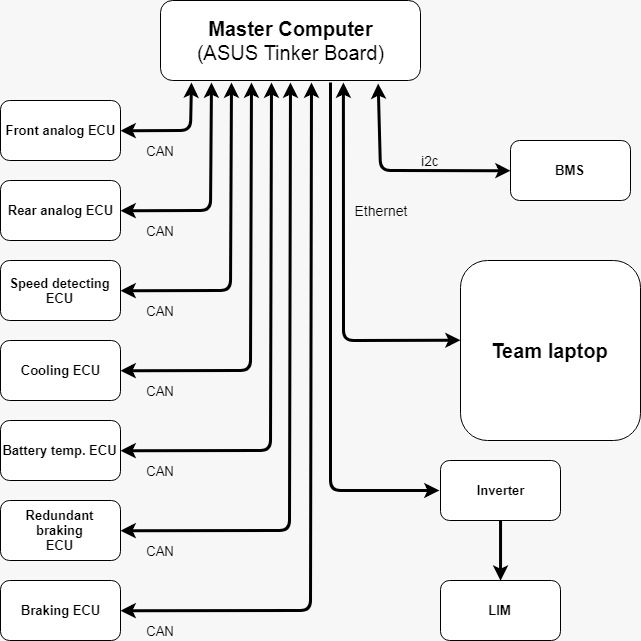 Master Computer
(ASUS Tinker Board)
Front analog ECU
CAN
i2c
BMS
Rear analog ECU
CAN
Ethernet
Speed detecting
ECU
CAN
Team laptop
Cooling ECU
CAN
Battery temp. ECU
CAN
Inverter
Redundant
braking
ECU
CAN
Braking ECU
CAN
LIM